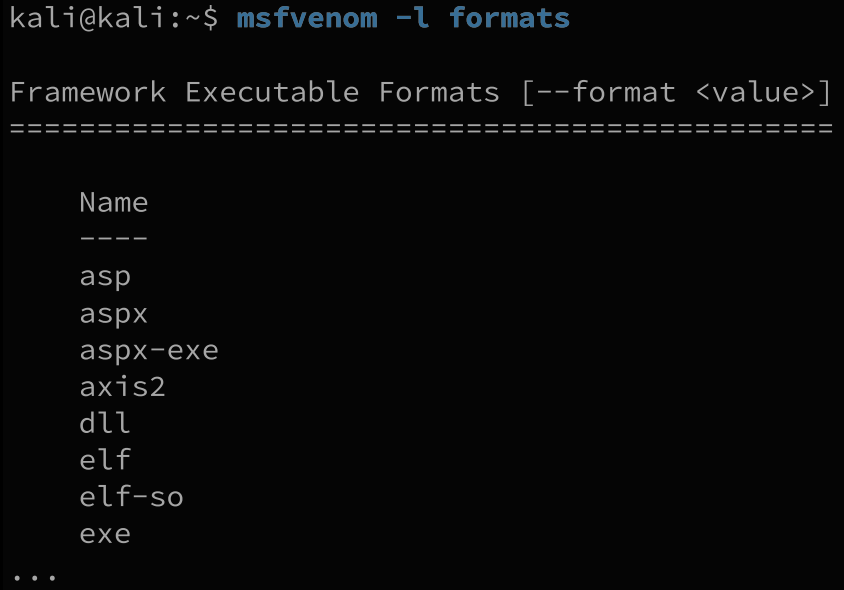 kali@kali:~$ msfvenom -l formats
Framework Executable Formats [--format <value>]
===============================================
Name
----
asp
aspx
aspx-exe
axis2
dll
elf
elf-so
exe
...